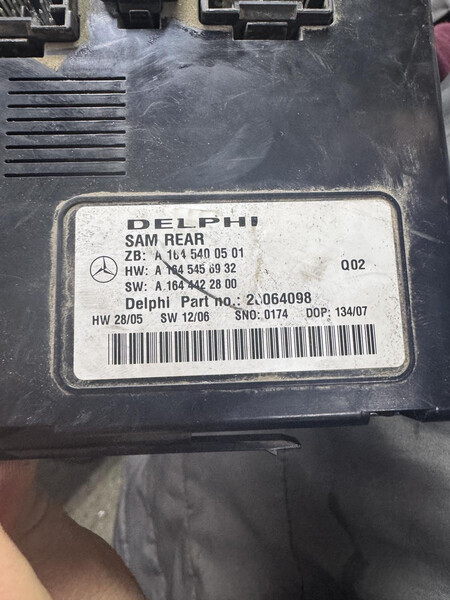 DELPHI
SAM REAR
ZB: A 164 540 05 01
HW: A 164 545 69 32
SW: A 164 442 28 00
Q02
Delphi Part no.: 28064098
HW 28/05 SW 12/06 SNO: 0174 DOP: 134/07